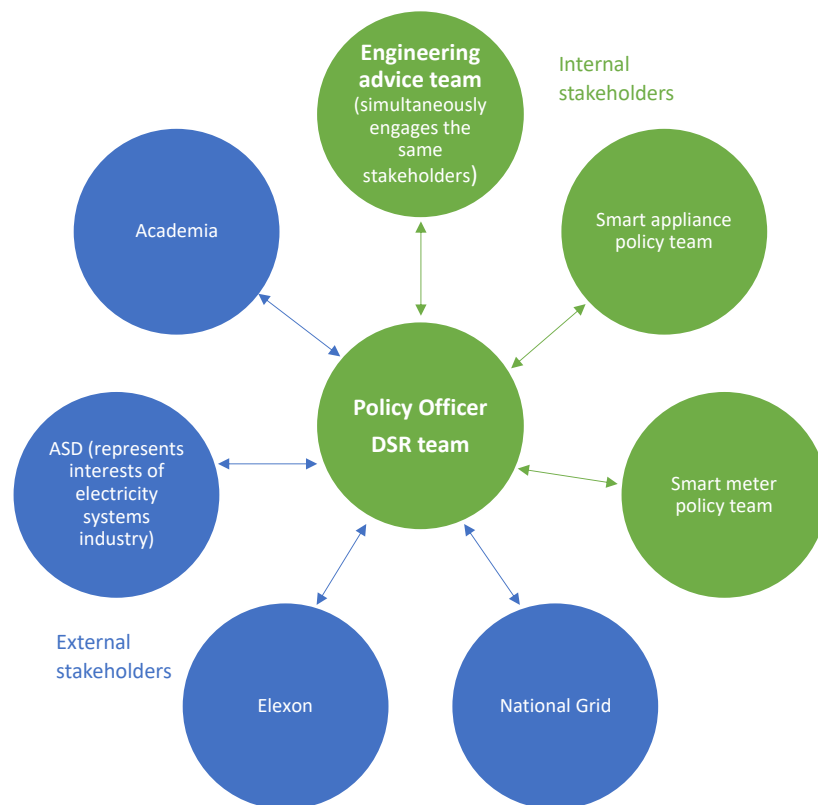 Engineering
advice team
(simultaneously
engages the
same
stakeholders)
Internal
stakeholders
Academia
Smart appliance
policy team
Policy Officer
DSR team
ASD (represents
interests of
electricity
systems
industry)
Smart meter
policy team
External
stakeholders
Elexon
National Grid